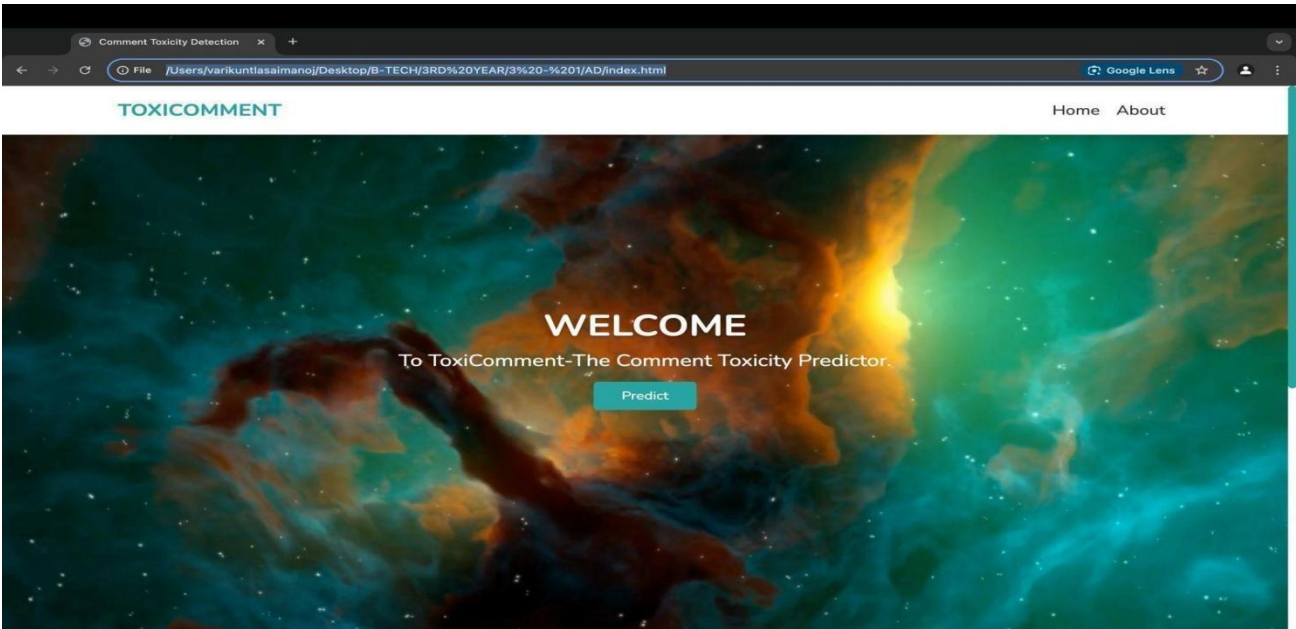 Comment Toxicity Detection
File /Users/varikuntlasaimanoj/Desktop/B-TECH/3RD%20YEAR/3%20-%201/AD/index.html Google Lens
TOXICOMMENT Home About
WELCOME
To ToxiComment-The Comment Toxicity Predictor.
Predict